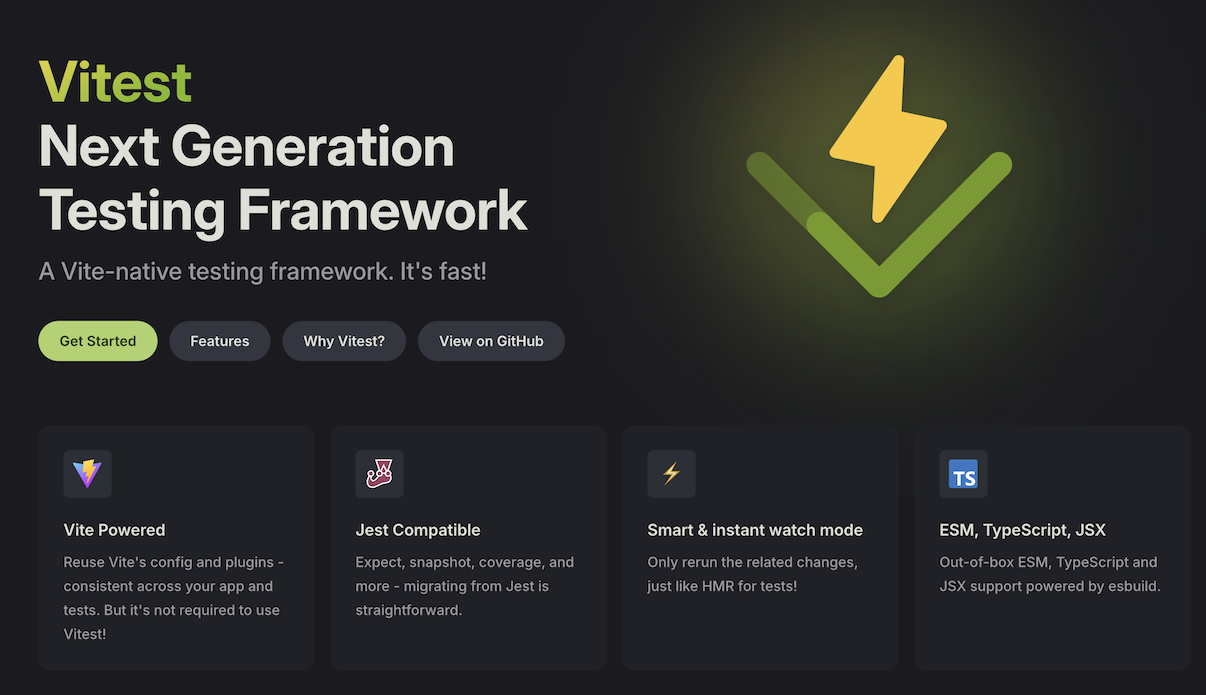 Vitest
Next Generation
Testing Framework
A Vite-native testing framework. It's fast!
Get Started
Features
Why Vitest?
View on GitHub
Vite Powered
Reuse Vite's config and plugins -
consistent across your app and
tests. But it's not required to use
Vitest!
Jest Compatible
Expect, snapshot, coverage, and
more - migrating from Jest is
straightforward.
Smart & instant watch mode
Only rerun the related changes,
just like HMR for tests!
TS
ESM, TypeScript, JSX
Out-of-box ESM, TypeScript and
JSX support powered by esbuild.